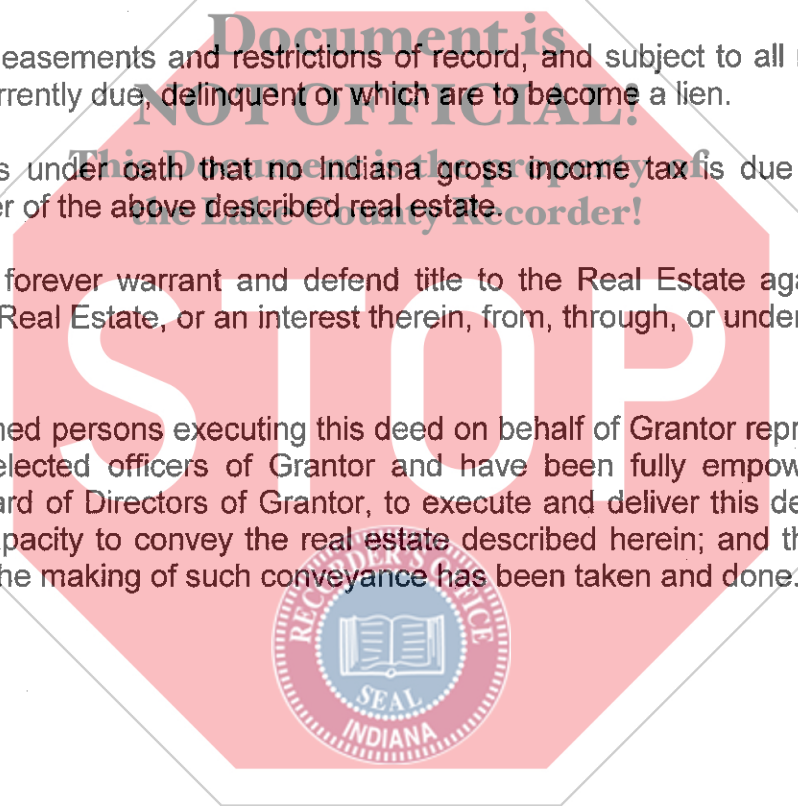 Document is
easements and restrictions of record, and subject to all
rrently due, delinquent or which are to become a lien.
NOT OFFICIAL!
s under oath that no Indiana gross income tax is due
This Document is the property of
er of the above described real estate.
the Lake County Recorder!
forever warrant and defend title to the Real Estate aga
Real Estate, or an interest therein, from, through, or under
STOP
ned persons executing this deed on behalf of Grantor repr
elected officers of Grantor and have been fully empow
ard of Directors of Grantor, to execute and deliver this de
apacity to convey the real estate described herein; and th
he making of such conveyance has been taken and done.
RECORDER'S OFFICE
SEAL
INDIANA